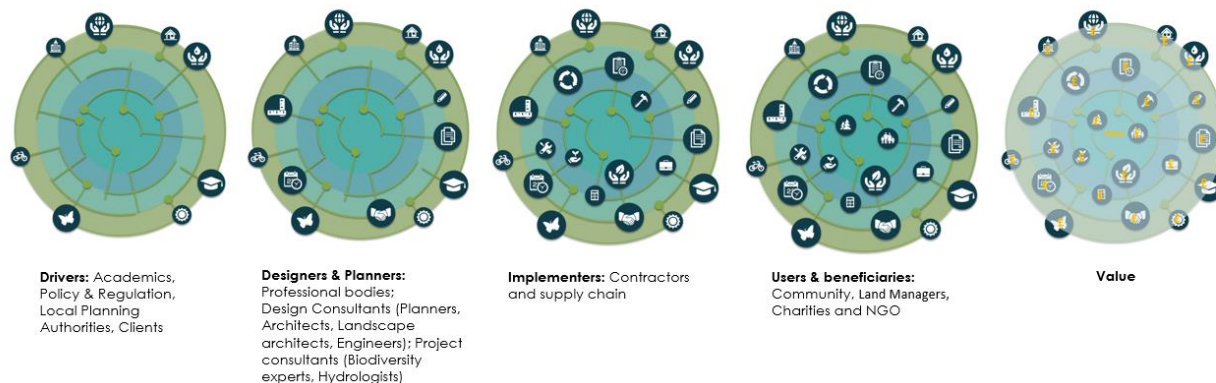 Drivers: Academics,
Policy & Regulation,
Local Planning
Authorities, Clients
Designers & Planners:
Professional bodies;
Design Consultants (Planners,
Architects, Landscape
architects, Engineers); Project
consultants (Biodiversity
experts, Hydrologists)
Implementers: Contractors
and supply chain
Users & beneficiaries:
Community, Land Managers,
Charities and NGO
Value